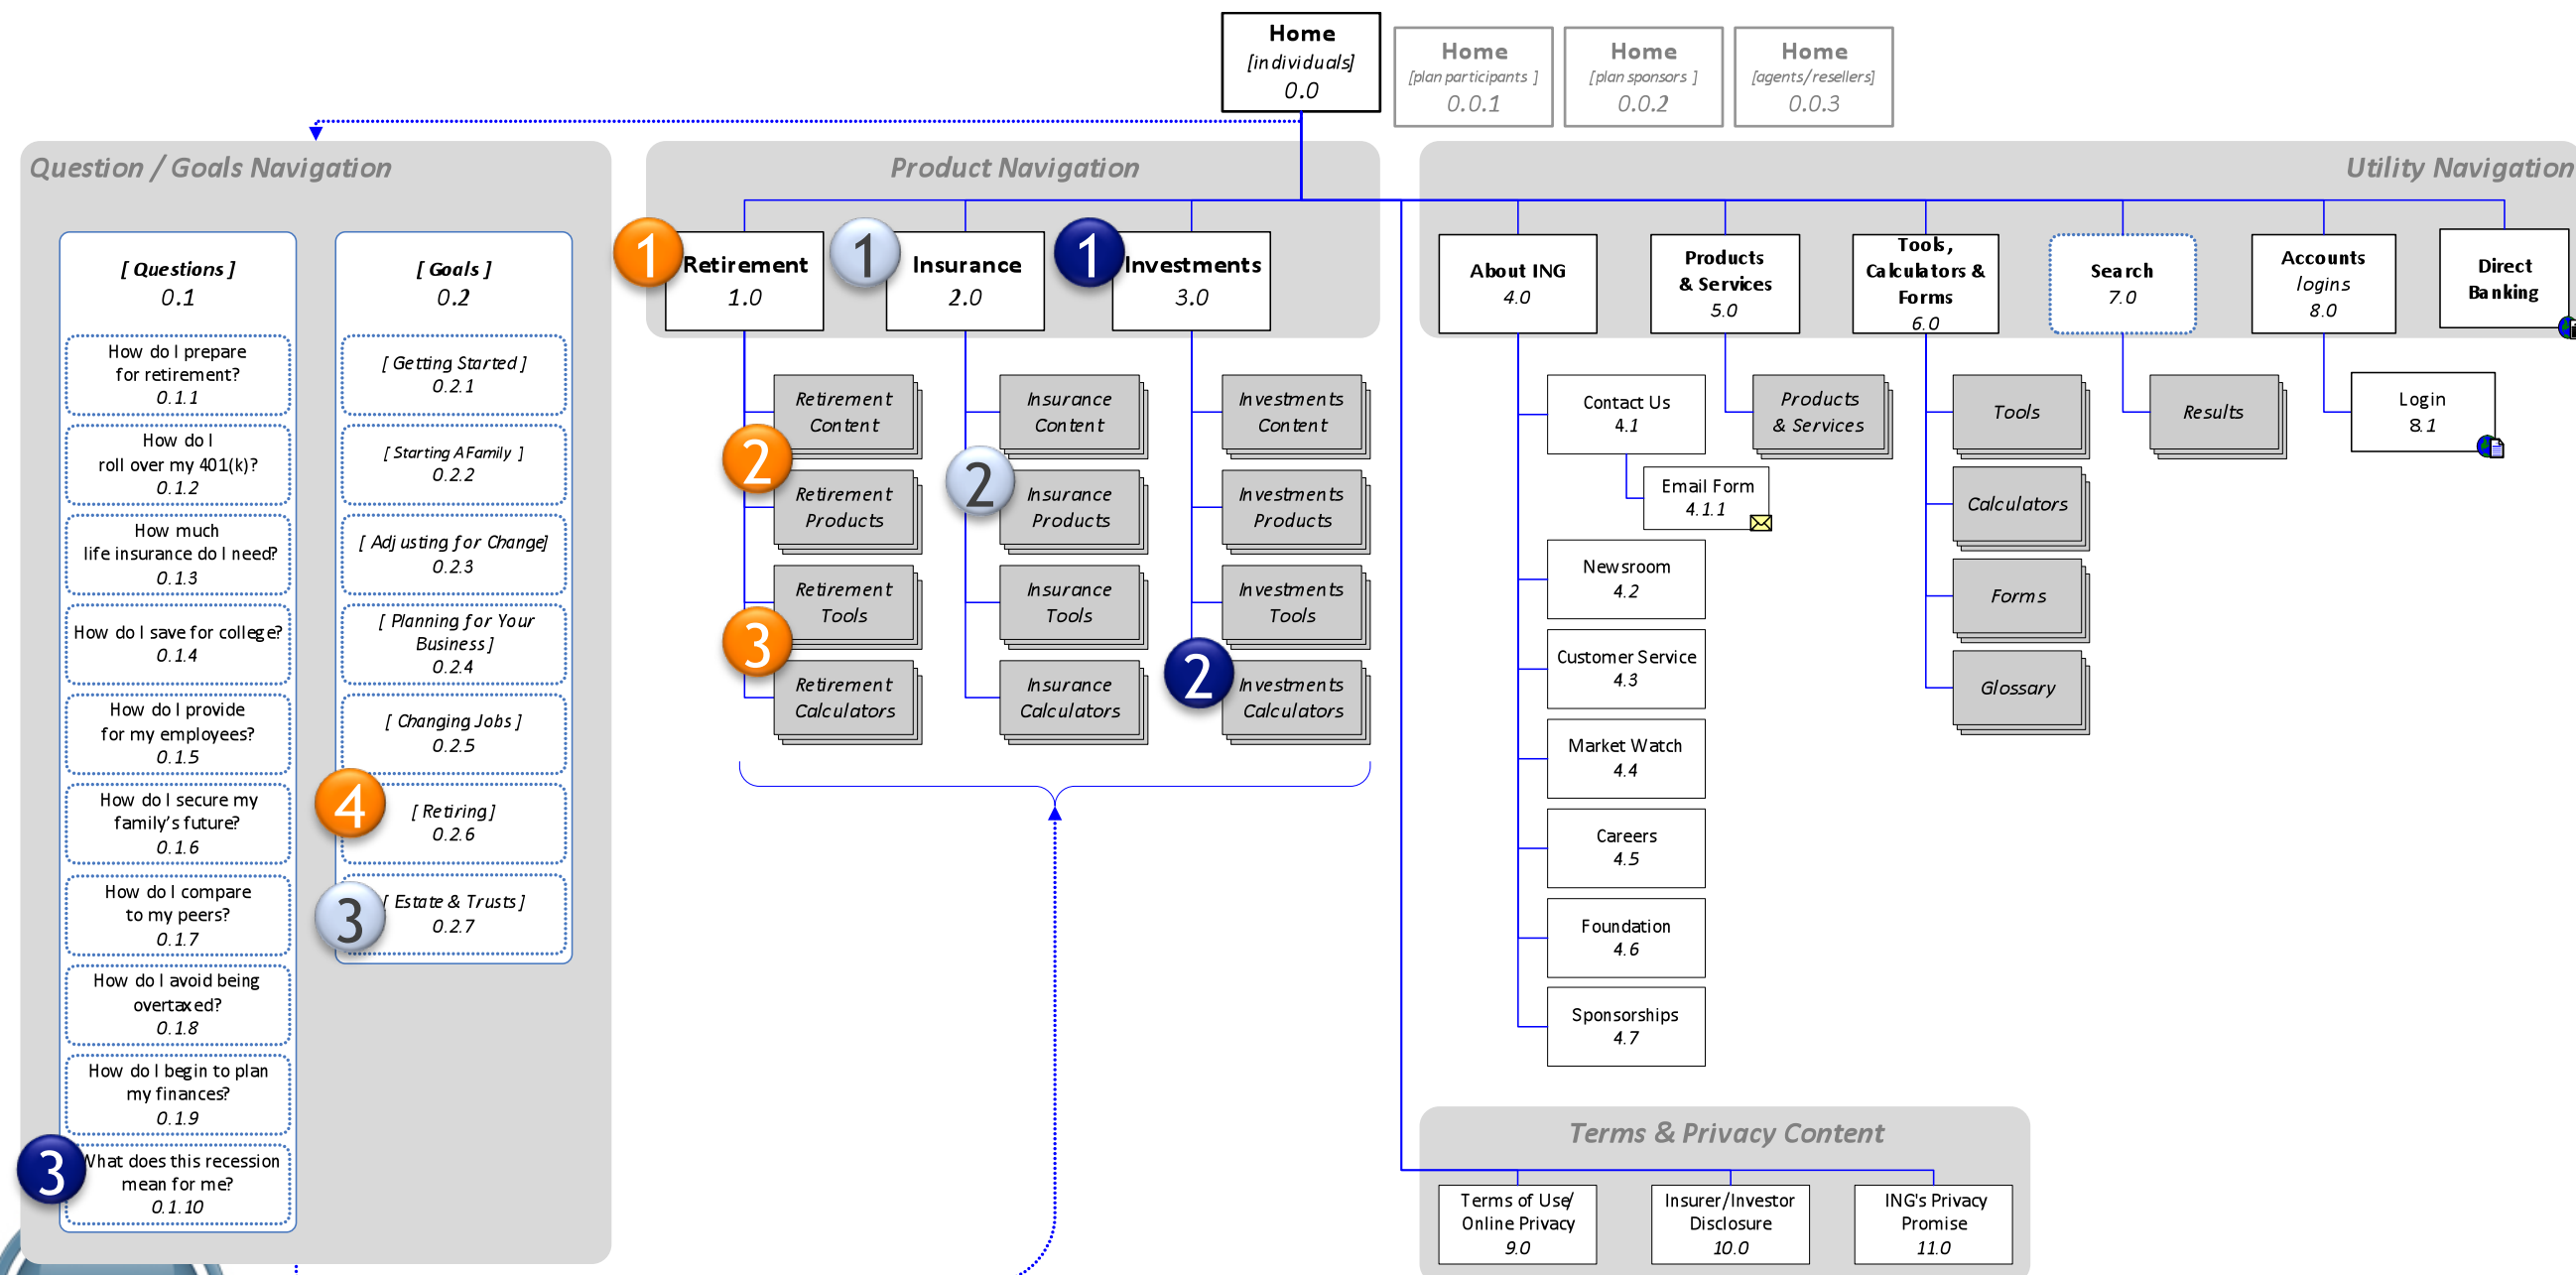 Home
[individuals]
0.0
Home
[plan participants ]
0.0.1
Home
[plan sponsors ]
0.0.2
Home
[agents/resellers]
0.0.3
Question / Goals Navigation
[ Questions ]
0.1
How do I prepare
for retirement?
0.1.1
How do I
roll over my 401(k)?
0.1.2
How much
life insurance do I need?
0.1.3
How do I save for college?
0.1.4
How do I provide
for my employees?
0.1.5
How do I secure my
family's future?
0.1.6
How do I compare
to my peers?
0.1.7
How do I avoid being
overtaxed?
0.1.8
How do I begin to plan
my finances?
0.1.9
3
What does this recession
mean for me?
0.1.10
[ Goals ]
0.2
[ Getting Started ]
0.2.1
[ Starting A Family ]
0.2.2
[ Adjusting for Change]
0.2.3
[ Planning for Your
Business ]
0.2.4
[ Changing Jobs ]
0.2.5
4
[ Retiring]
0.2.6
3
[ Estate & Trusts ]
0.2.7
Product Navigation
1
Retirement
1.0
Retirement
Content
2
Retirement
Products
Retirement
Tools
3
Retirement
Calculators
1
Insurance
2.0
Insurance
Content
2
Insurance
Products
Insurance
Tools
Insurance
Calculators
1
Investments
3.0
Investments
Content
Investments
Products
Investments
Tools
2
Investments
Calculators
Utility Navigation
About ING
4.0
Contact Us
4.1
Email Form
4.1.1
Newsroom
4.2
Customer Service
4.3
Market Watch
4.4
Careers
4.5
Foundation
4.6
Sponsorships
4.7
Products
& Services
5.0
Products
& Services
Tools,
Calculators &
Forms
6.0
Tools
Calculators
Forms
Glossary
Search
7.0
Results
Accounts
logins
8.0
Login
8.1
Direct
Banking
Terms & Privacy Content
Terms of Use/
Online Privacy
9.0
Insurer/Investor
Disclosure
10.0
ING's Privacy
Promise
11.0